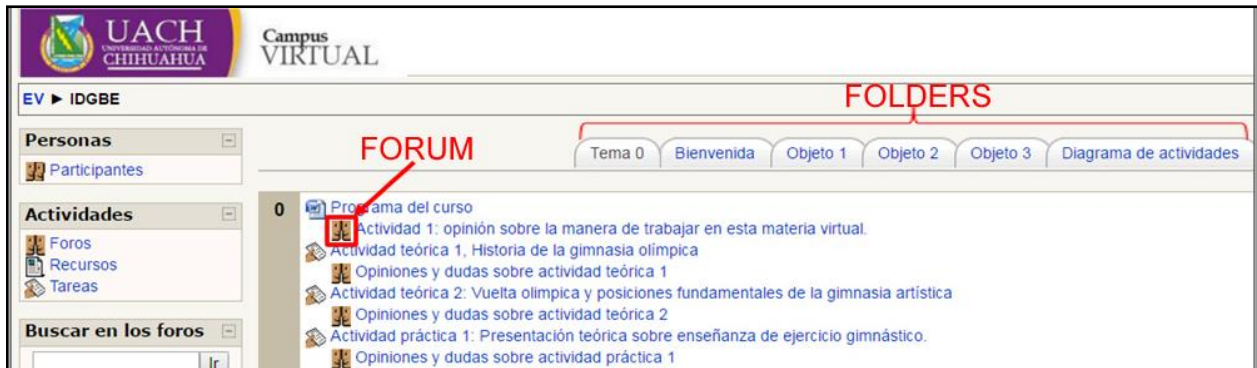 UACH
UNIVERSIDAD AUTÓNOMA DE
CHIHUAHUA
Campus
VIRTUAL
EV ► IDGBE
FOLDERS
Personas
Participantes
FORUM
Tema 0 Bienvenida Objeto 1 Objeto 2 Objeto 3 Diagrama de actividades
Actividades
Foros
Recursos
Tareas
Buscar en los foros
Ir
0 Programa del curso
Actividad 1: opinión sobre la manera de trabajar en esta materia virtual.
Actividad teórica 1, Historia de la gimnasia olímpica
Opiniones y dudas sobre actividad teórica 1
Actividad teórica 2: Vuelta olimpica y posiciones fundamentales de la gimnasia artística
Opiniones y dudas sobre actividad teórica 2
Actividad práctica 1: Presentación teórica sobre enseñanza de ejercicio gimnástico.
Opiniones y dudas sobre actividad práctica 1